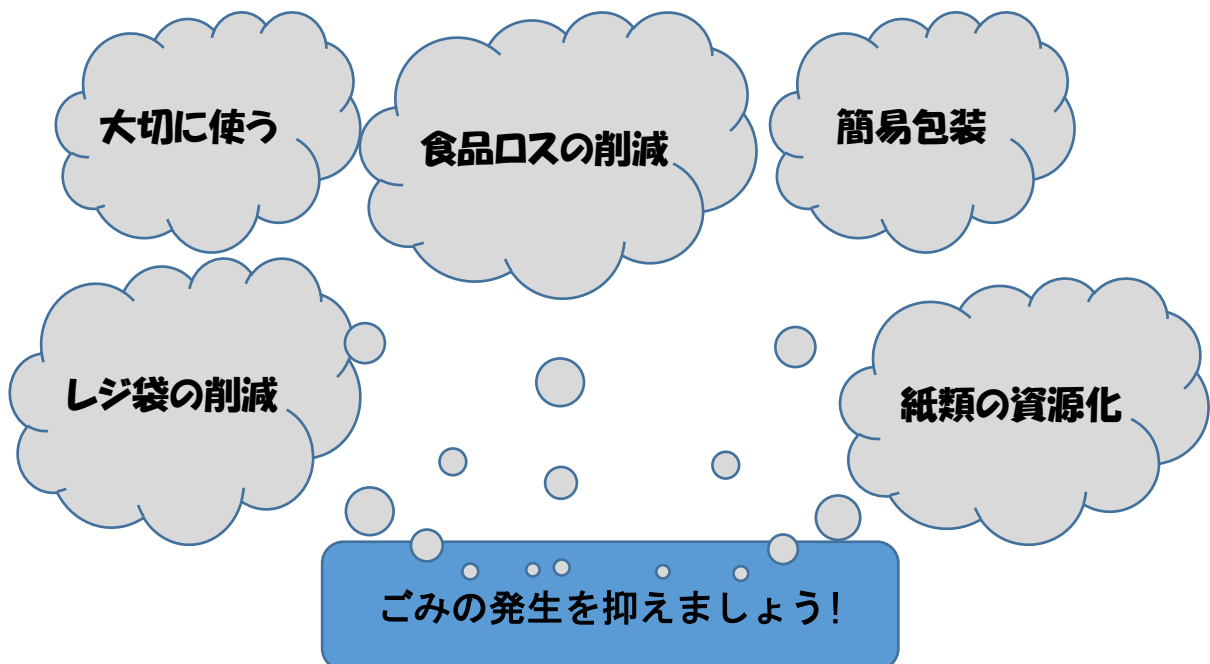 大切に使う
食品ロスの削減
簡易包装
レジ袋の削減
紙類の資源化
ごみの発生を抑えましょう!